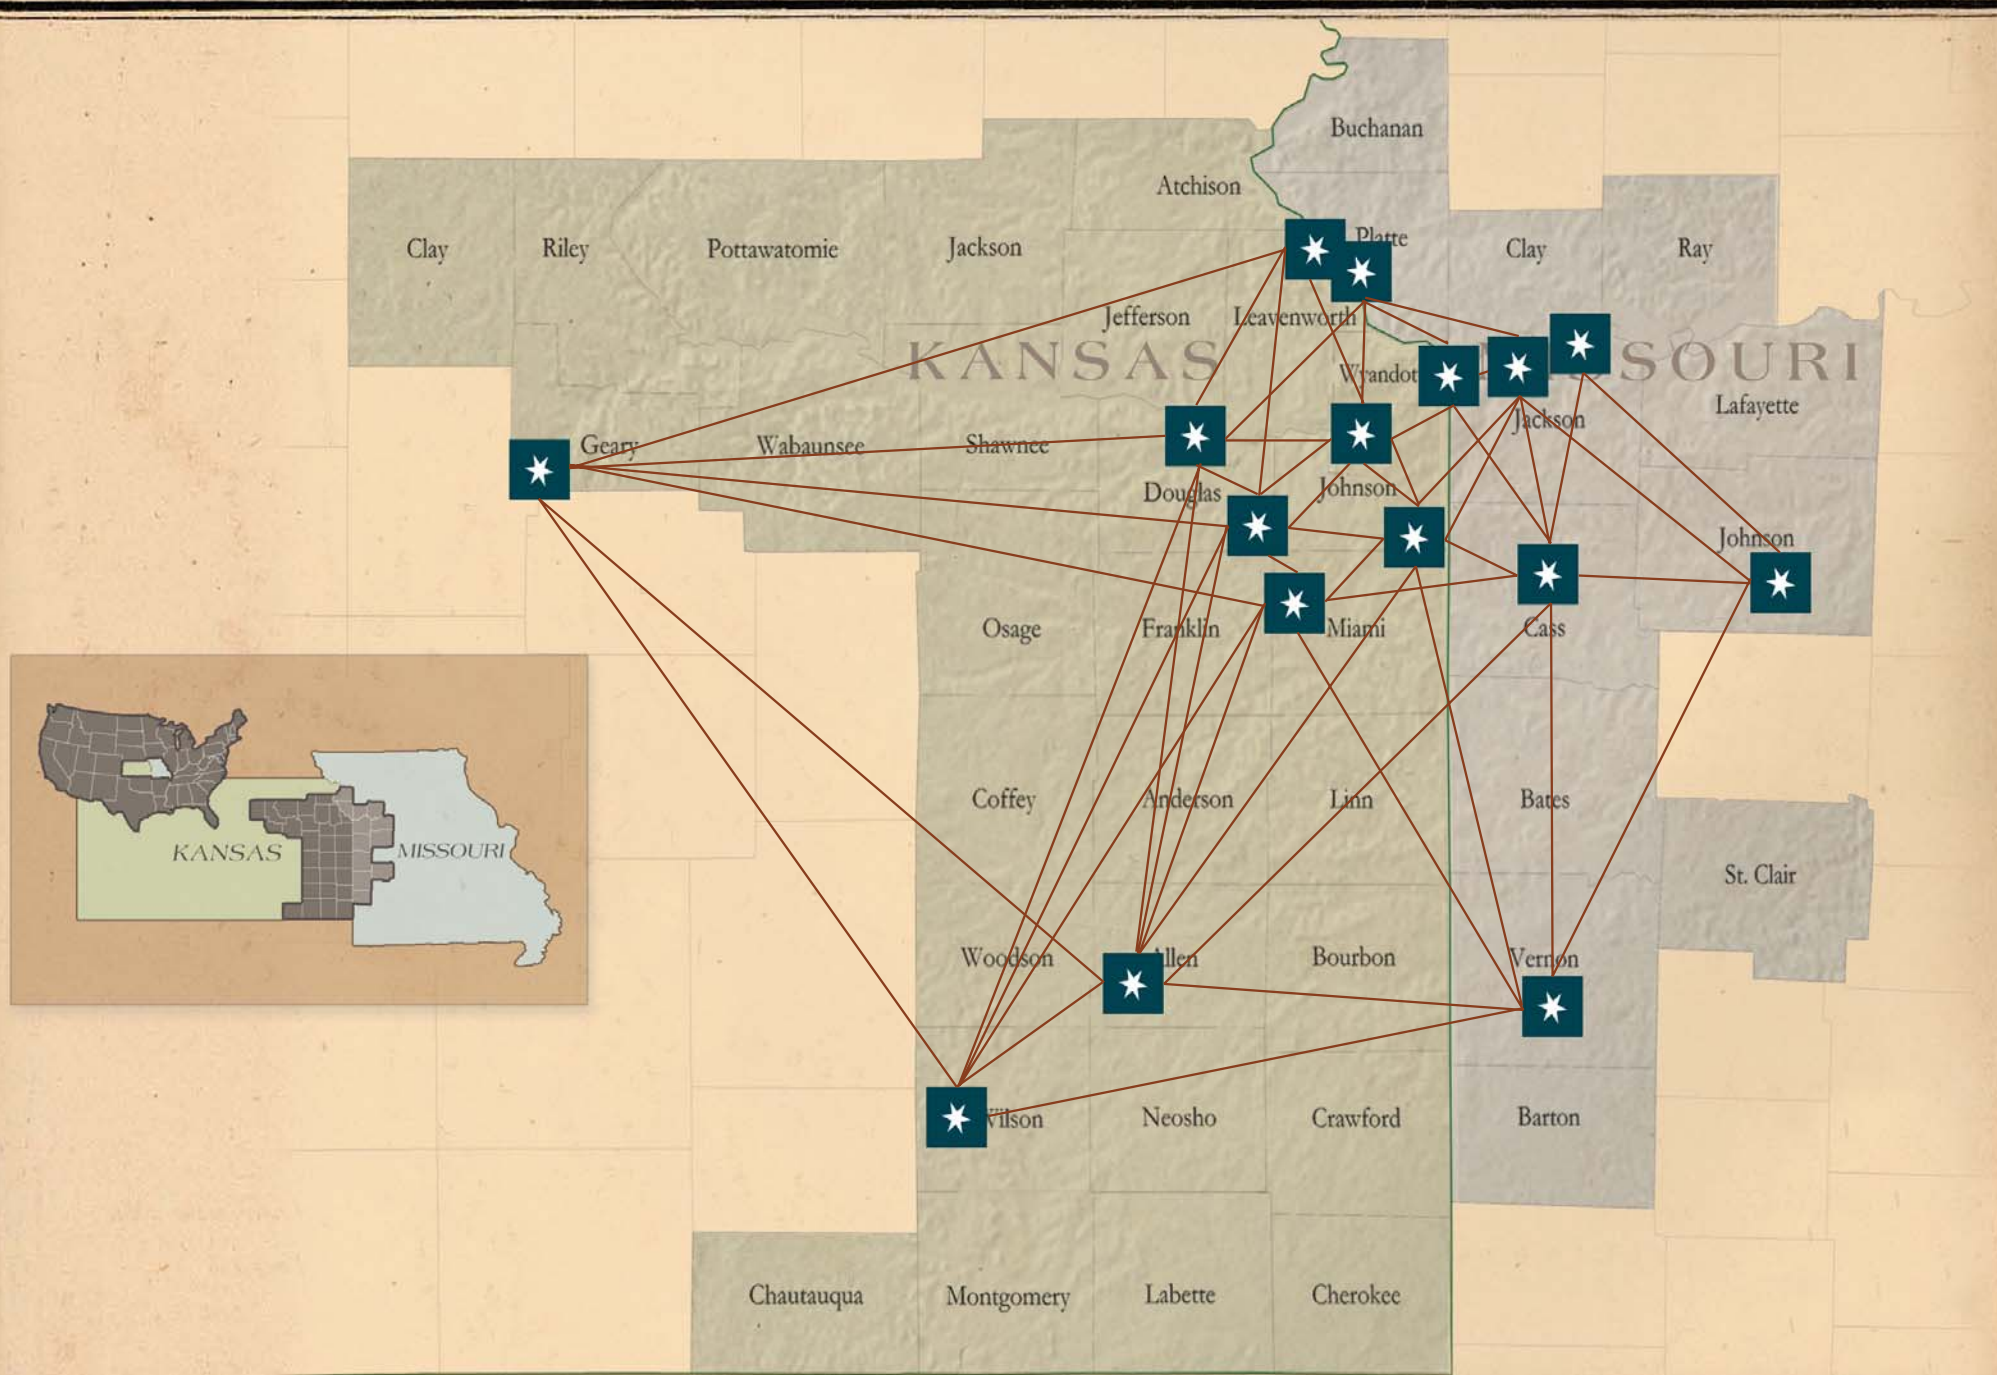 Buchanan
Atchison
Clay
Riley
Pottawatomie
Jackson
Platte
Clay
Ray
Jefferson
Leavenworth
KANSAS
SOURI
Wyandot
Lafayette
Jackson
Geary
Wabaunsee
Shawnee
Douglas
Johnson
Johnson
Osage
Franklin
Miami
Cass
Coffey
Anderson
Linn
Bates
KANSAS
MISSOURI
St. Clair
Woodson
Allen
Bourbon
Vernon
Wilson
Neosho
Crawford
Barton
Chautauqua
Montgomery
Labette
Cherokee